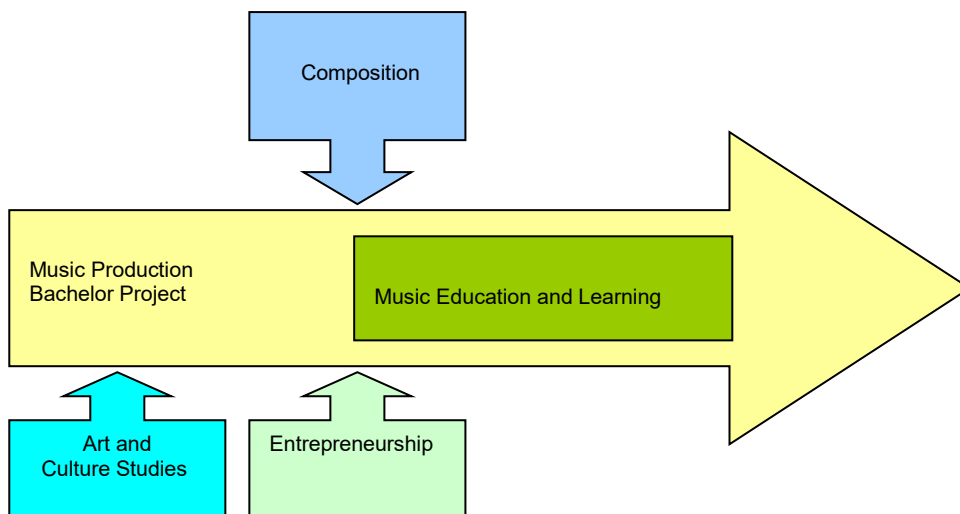 Composition
Music Production
Bachelor Project
Music Education and Learning
Art and
Culture Studies
Entrepreneurship